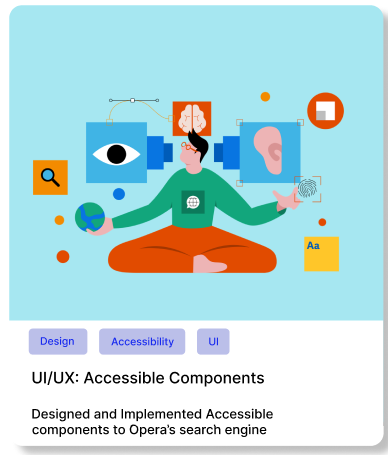 Aa
Design Accessibility UI
UI/UX: Accessible Components
Designed and Implemented Accessible
components to Opera's search engine